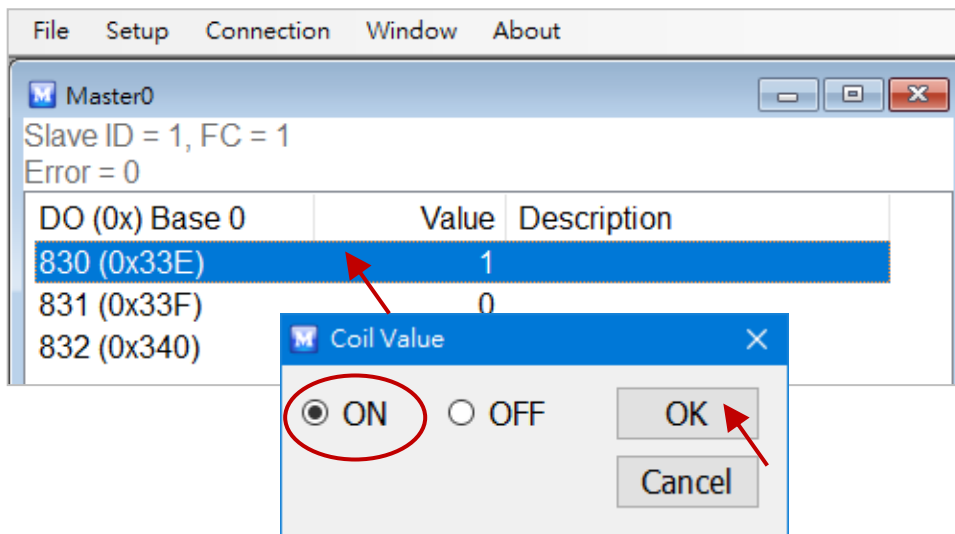 File Setup Connection Window About
M Master0
Slave ID = 1, FC = 1
Error = 0
DO (0x) Base 0 Value Description
830 (0x33E) 1
831 (0x33F) 0
832 (0x340)
M Coil Value
ON OFF OK
Cancel